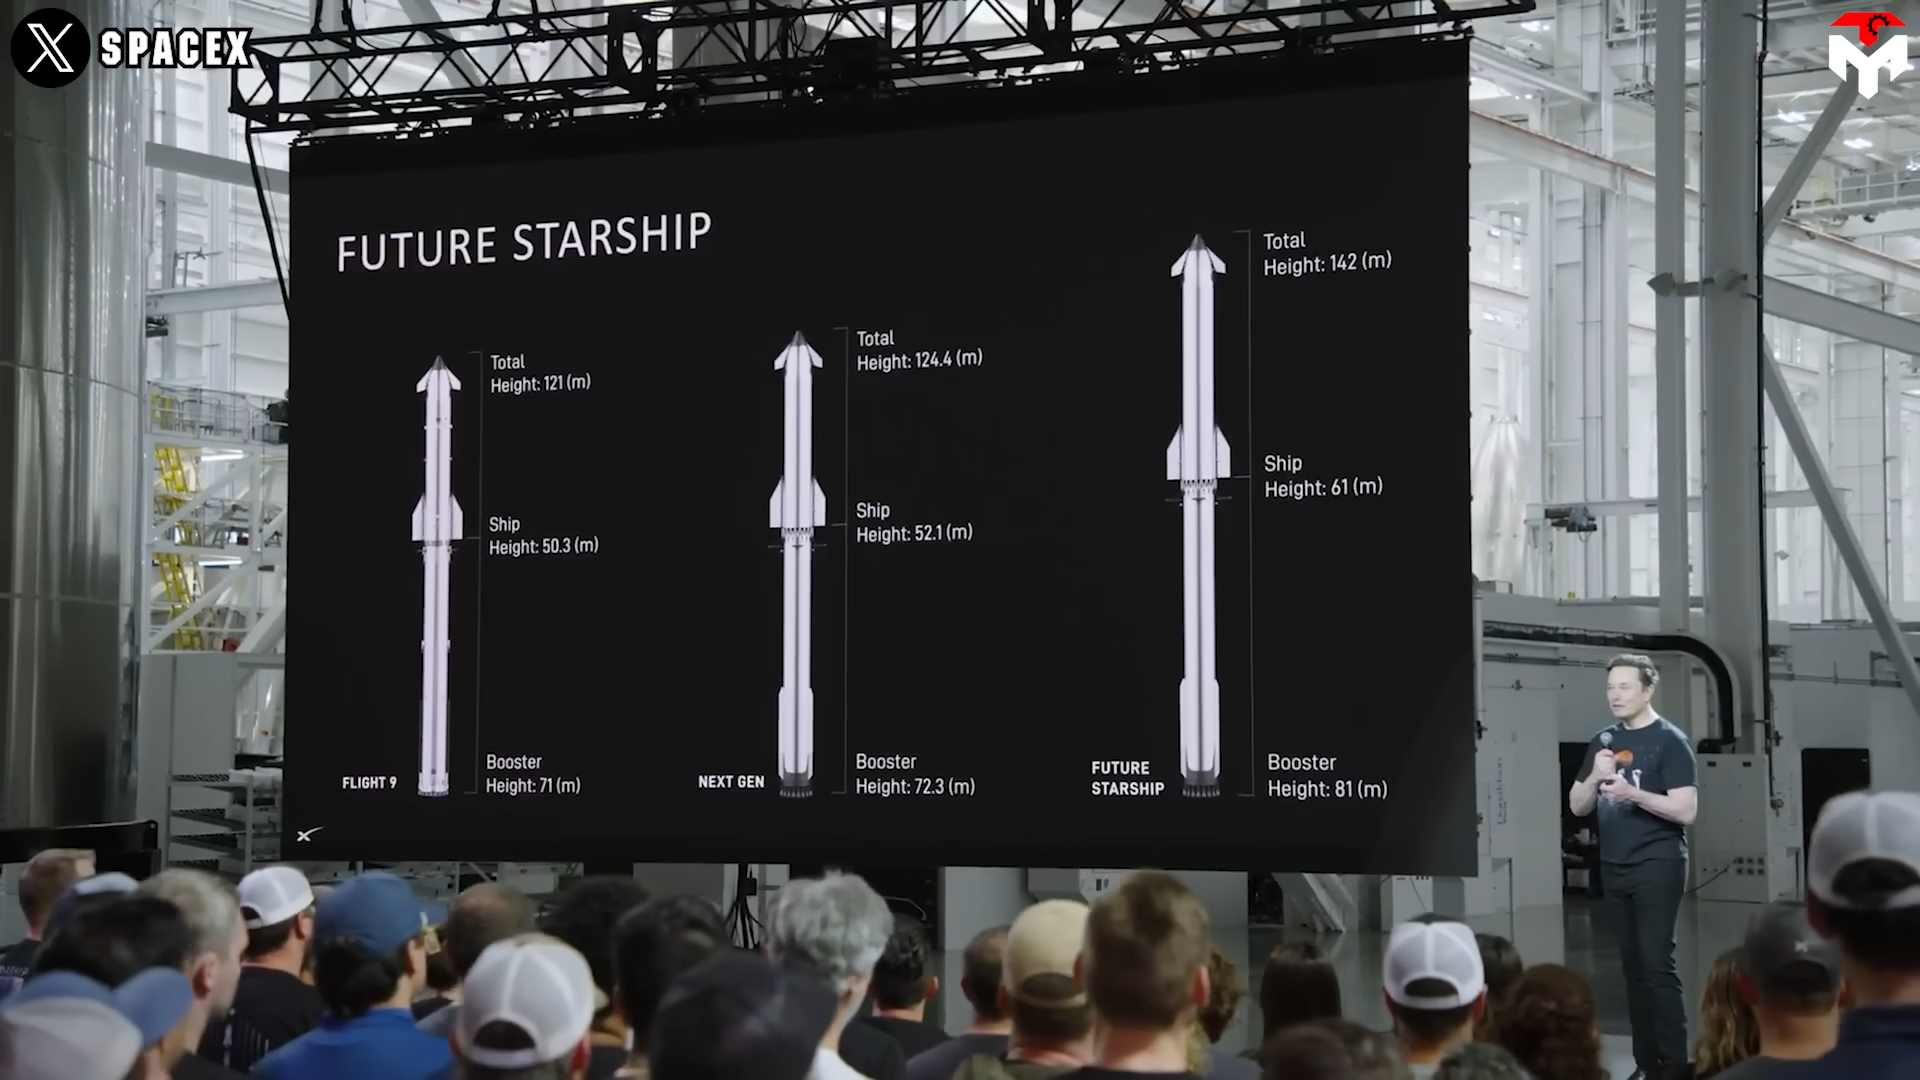 SPACEX
FUTURE STARSHIP
Total
Height: 121 (m)
Ship
Height: 50.3 (m)
Booster
Height: 71 (m)
FLIGHT 9
Total
Height: 124.4 (m)
Ship
Height: 52.1 (m)
Booster
Height: 72.3 (m)
NEXT GEN
Total
Height: 142 (m)
Ship
Height: 61 (m)
Booster
Height: 81 (m)
FUTURE
STARSHIP